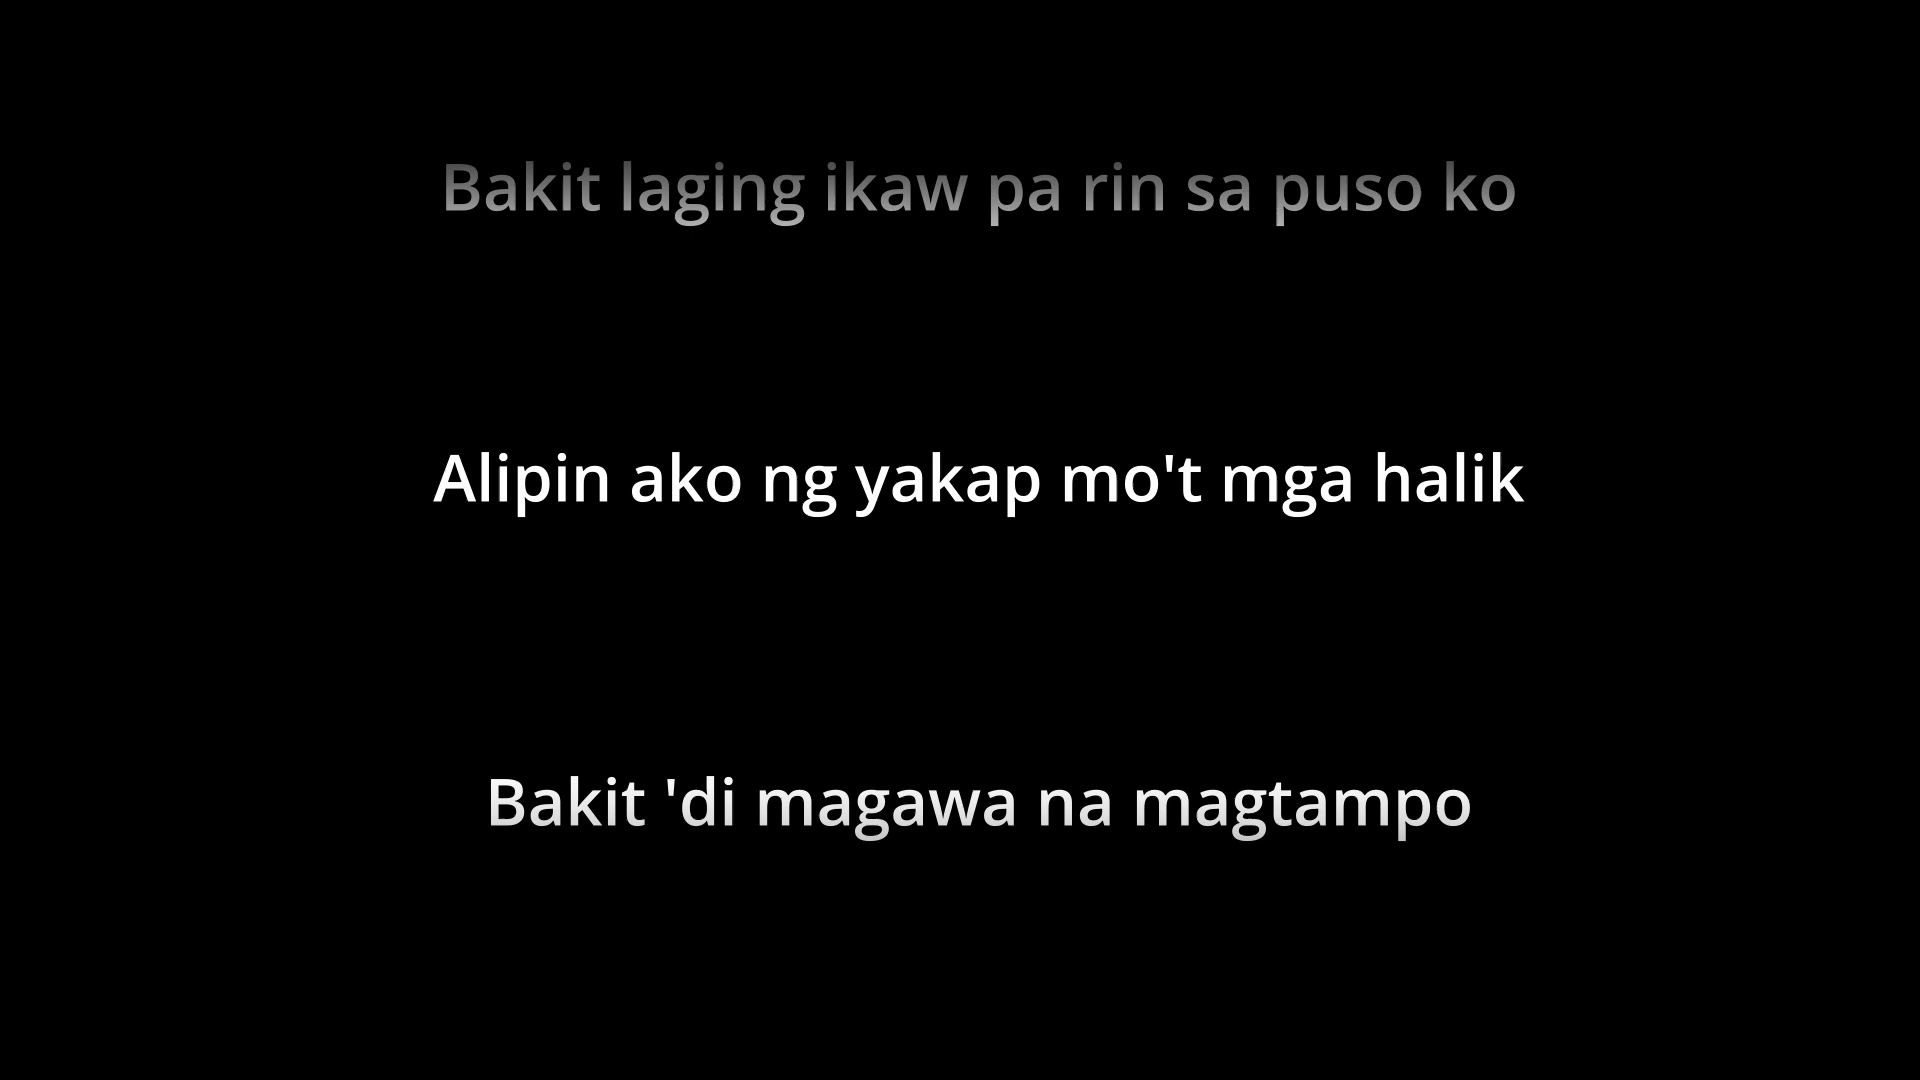 Bakit laging ikaw pa rin sa puso ko
Alipin ako ng yakap mo't mga halik
Bakit 'di magawa na magtampo